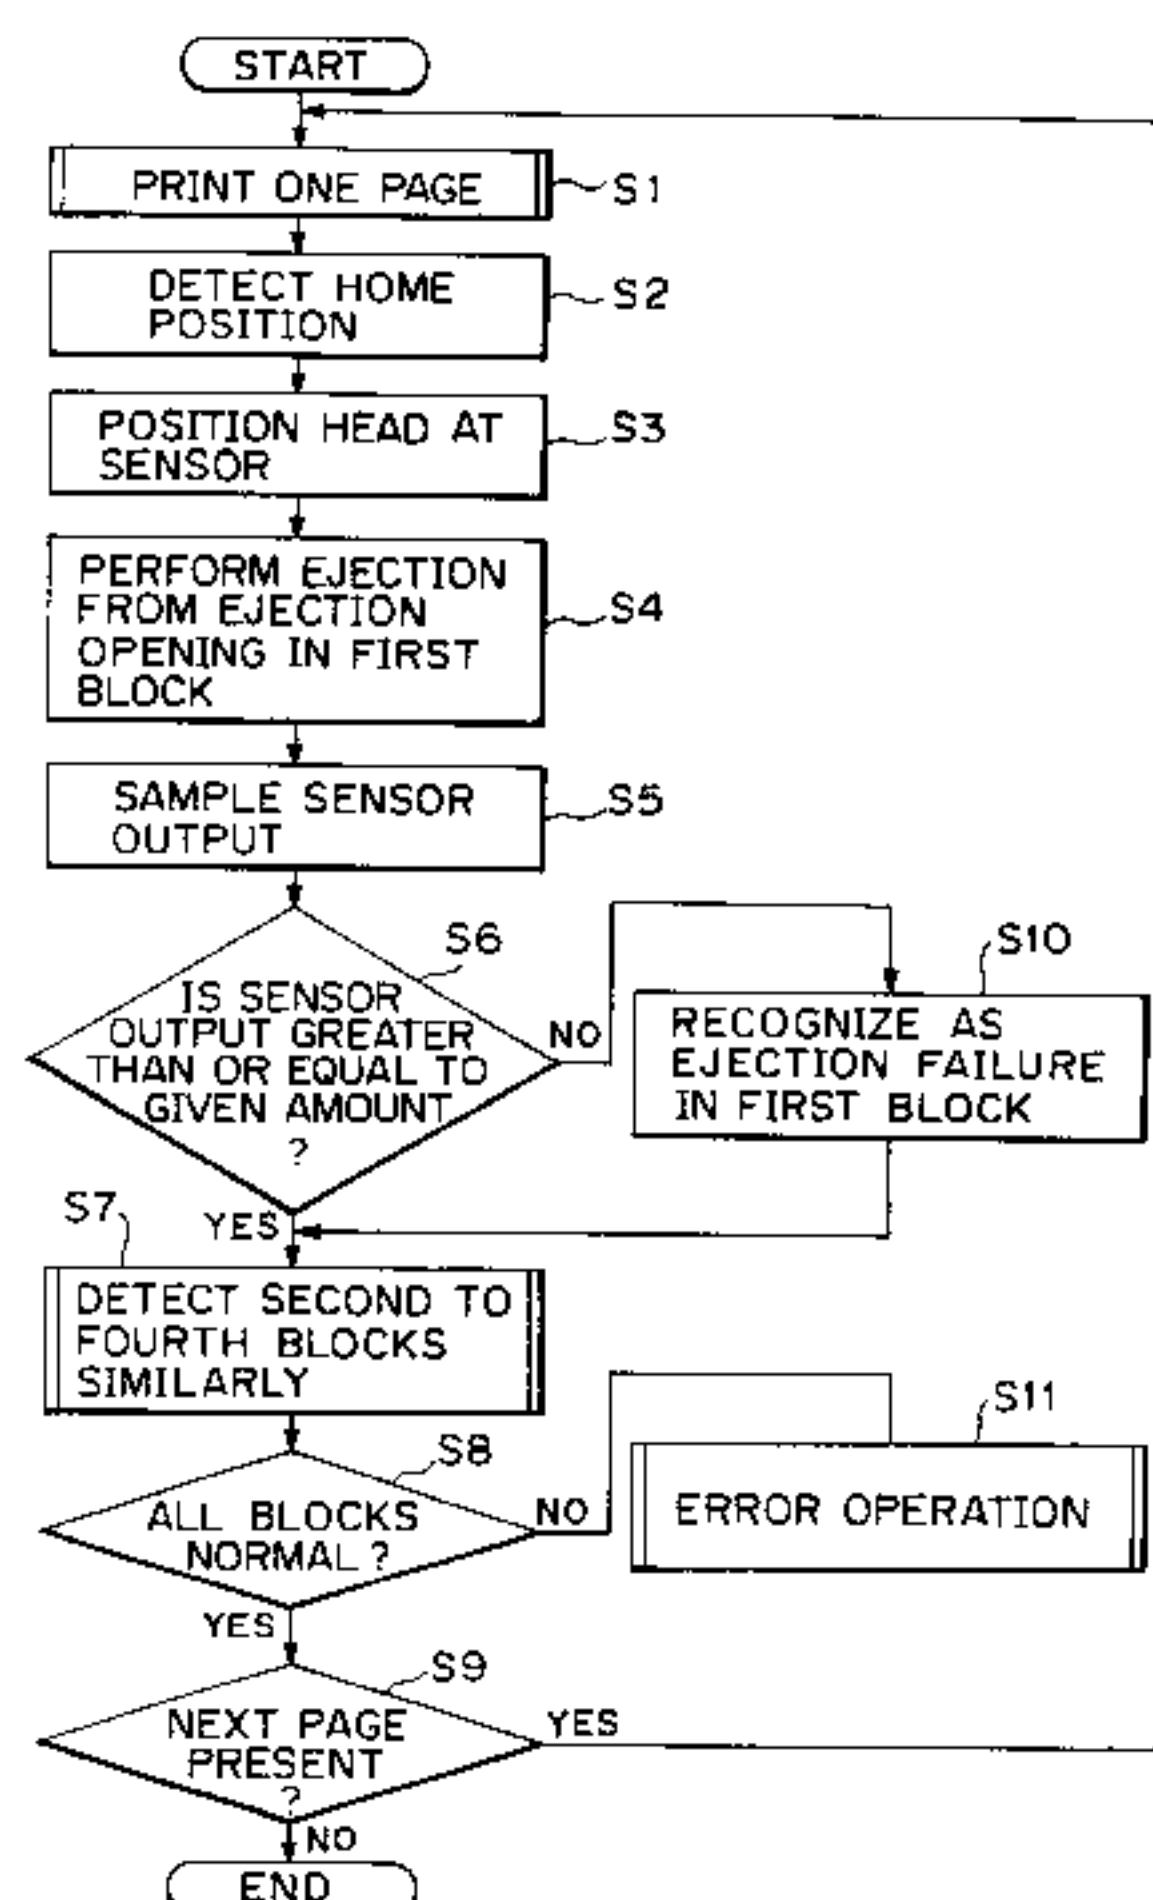 START
PRINT ONE PAGE
S1
DETECT HOME
POSITION
S2
POSITION HEAD AT
SENSOR
S3
PERFORM EJECTION
FROM EJECTION
OPENING IN FIRST
BLOCK
S4
SAMPLE SENSOR
OUTPUT
S5
S6
IS SENSOR
OUTPUT GREATER
THAN OR EQUAL TO
GIVEN AMOUNT
?
NO
S10
RECOGNIZE AS
EJECTION FAILURE
IN FIRST BLOCK
YES
S7
DETECT SECOND TO
FOURTH BLOCKS
SIMILARLY
S8
ALL BLOCKS
NORMAL?
NO
S11
ERROR OPERATION
YES
S9
NEXT PAGE
PRESENT
?
YES
NO
END